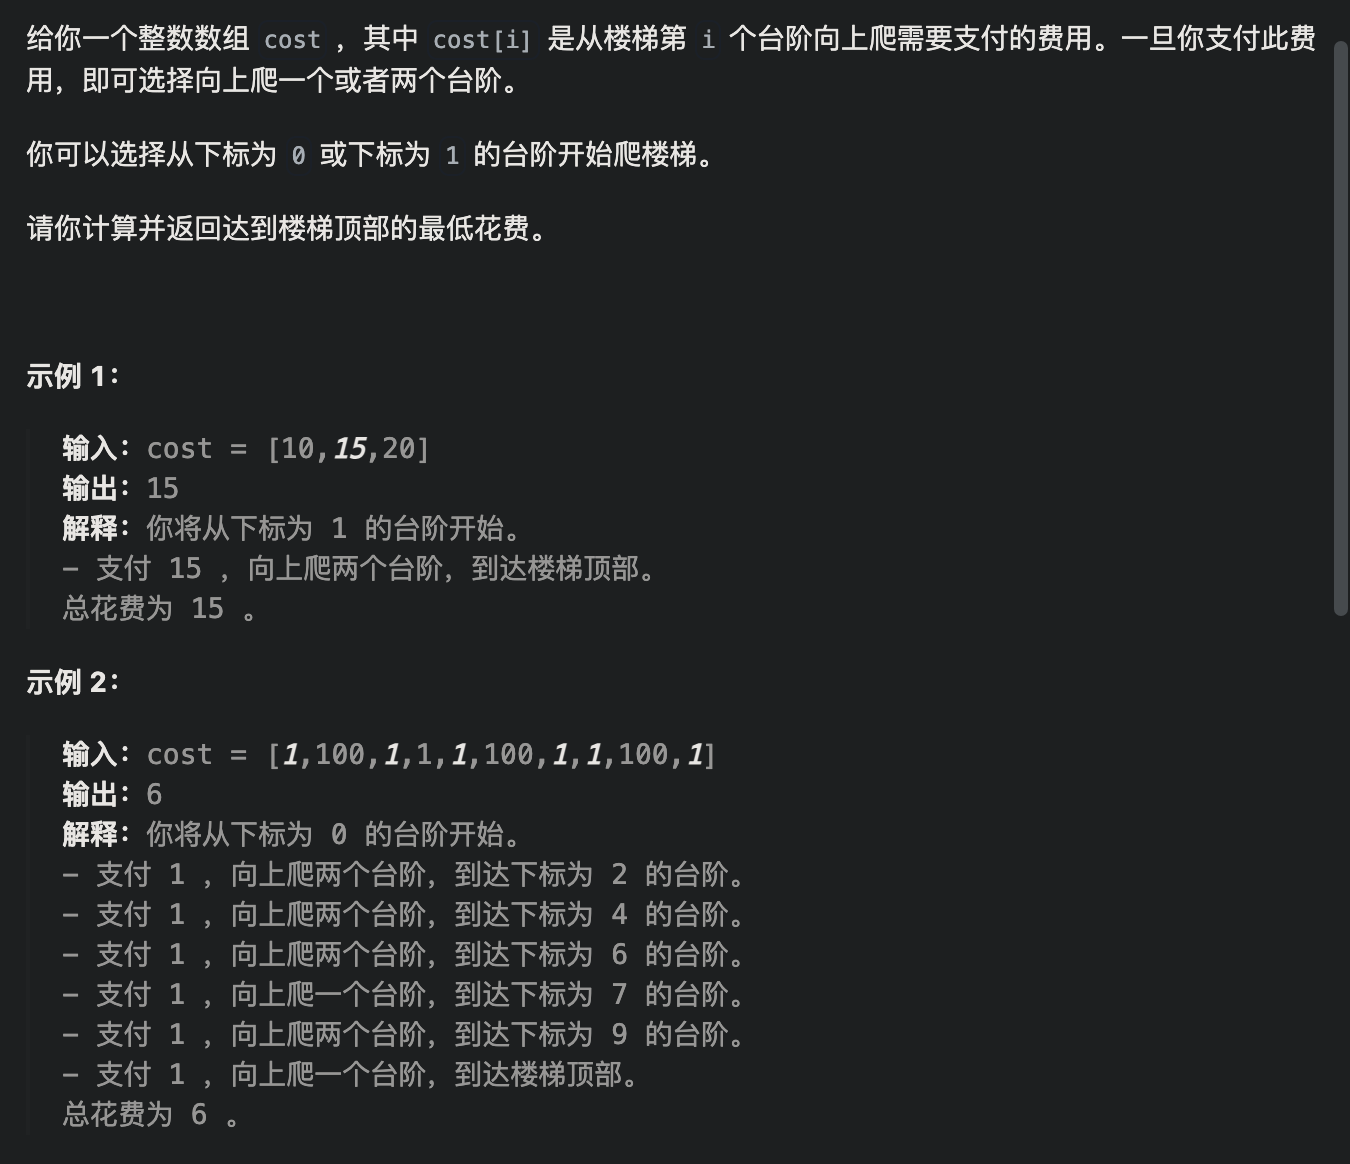 给你一个整数数组 cost ，其中 cost[i] 是从楼梯第 i 个台阶向上爬需要支付的费用。一旦你支付此费
用，即可选择向上爬一个或者两个台阶。
你可以选择从下标为 0 或下标为 1 的台阶开始爬楼梯。
请你计算并返回达到楼梯顶部的最低花费。
示例 1：
输入：cost = [10,15,20]
输出：15
解释：你将从下标为 1 的台阶开始。
- 支付 15 ，向上爬两个台阶，到达楼梯顶部。
总花费为 15 。
示例 2：
输入：cost = [1,100,1,1,1,100,1,1,100,1]
输出：6
解释：你将从下标为 0 的台阶开始。
- 支付 1 ，向上爬两个台阶，到达下标为 2 的台阶。
- 支付 1 ，向上爬两个台阶，到达下标为 4 的台阶。
- 支付 1 ，向上爬两个台阶，到达下标为 6 的台阶。
- 支付 1 ，向上爬一个台阶，到达下标为 7 的台阶。
- 支付 1 ，向上爬两个台阶，到达下标为 9 的台阶。
- 支付 1 ，向上爬一个台阶，到达楼梯顶部。
总花费为 6 。